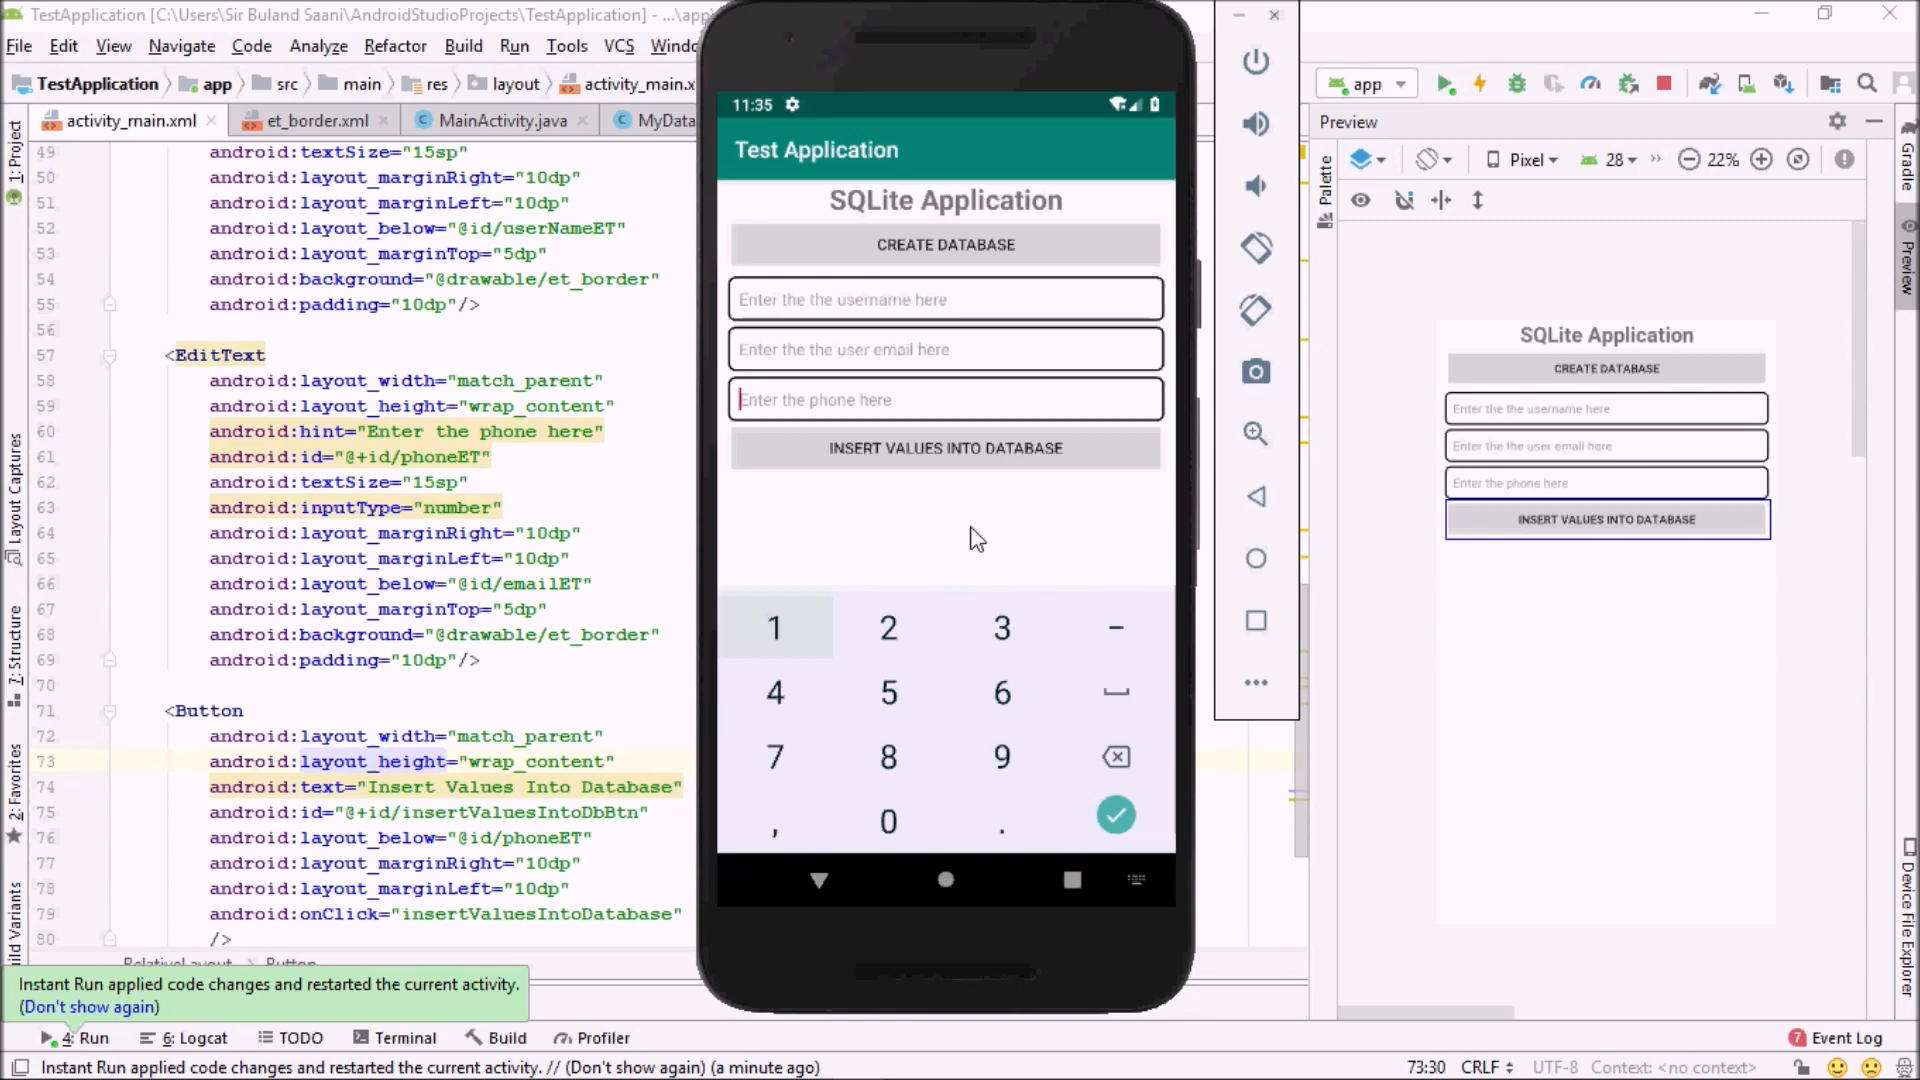 TestApplication [C:\Users\Sir Buland Saani\AndroidStudioProjects\TestApplication] - ...\app\
File Edit View Navigate Code Analyze Refactor Build Run Tools VCS
TestApplication app src main res layout
app
activity_main.xml et_border.xml MainActivity.java
1: Project
Layout Captures
7: Structure
2: Favorites
49 android:textSize="15sp"
50 android:layout_marginRight="10dp"
51 android:layout_marginLeft="10dp"
52 android:layout_below="@id/userNameET"
53 android:layout_marginTop="5dp"
54 android:background="@drawable/et_border"
55 android:padding="10dp"/>
56
57 <EditText
58 android:layout_width="match_parent"
59 android:layout_height="wrap_content"
60 android:hint="Enter the phone here"
61 android:id="@+id/phoneET"
62 android:textSize="15sp"
63 android:inputType="number"
64 android:layout_marginRight="10dp"
65 android:layout_marginLeft="10dp"
66 android:layout_below="@id/emailET"
67 android:layout_marginTop="5dp"
68 android:background="@drawable/et_border"
69 android:padding="10dp"/>
70
71 <Button
72 android:layout_width="match_parent"
73 android:layout_height="wrap_content"
74 android:text="Insert Values Into Database"
75 android:id="@+id/insertValuesIntoDbBtn"
76 android:layout_below="@id/phoneET"
77 android:layout_marginRight="10dp"
78 android:layout_marginLeft="10dp"
79 android:onClick="insertValuesIntoDatabase"
80 />
Instant Run applied code changes and restarted the current activity.
(Don't show again)
11:35
Test Application
SQLite Application
CREATE DATABASE
Enter the the username here
Enter the the user email here
Enter the phone here
INSERT VALUES INTO DATABASE
1 2 3 –
4 5 6
7 8 9
, 0 .
Preview
Palette
Pixel 28 22%
SQLite Application
CREATE DATABASE
Enter the the username here
Enter the the user email here
Enter the phone here
INSERT VALUES INTO DATABASE
Gradle
Preview
Device File Explorer
4: Run 6: Logcat TODO Terminal Build Profiler
7 Event Log
Instant Run applied code changes and restarted the current activity. // (Don't show again) (a minute ago)
73:30 CRLF UTF-8 Context: <no context>